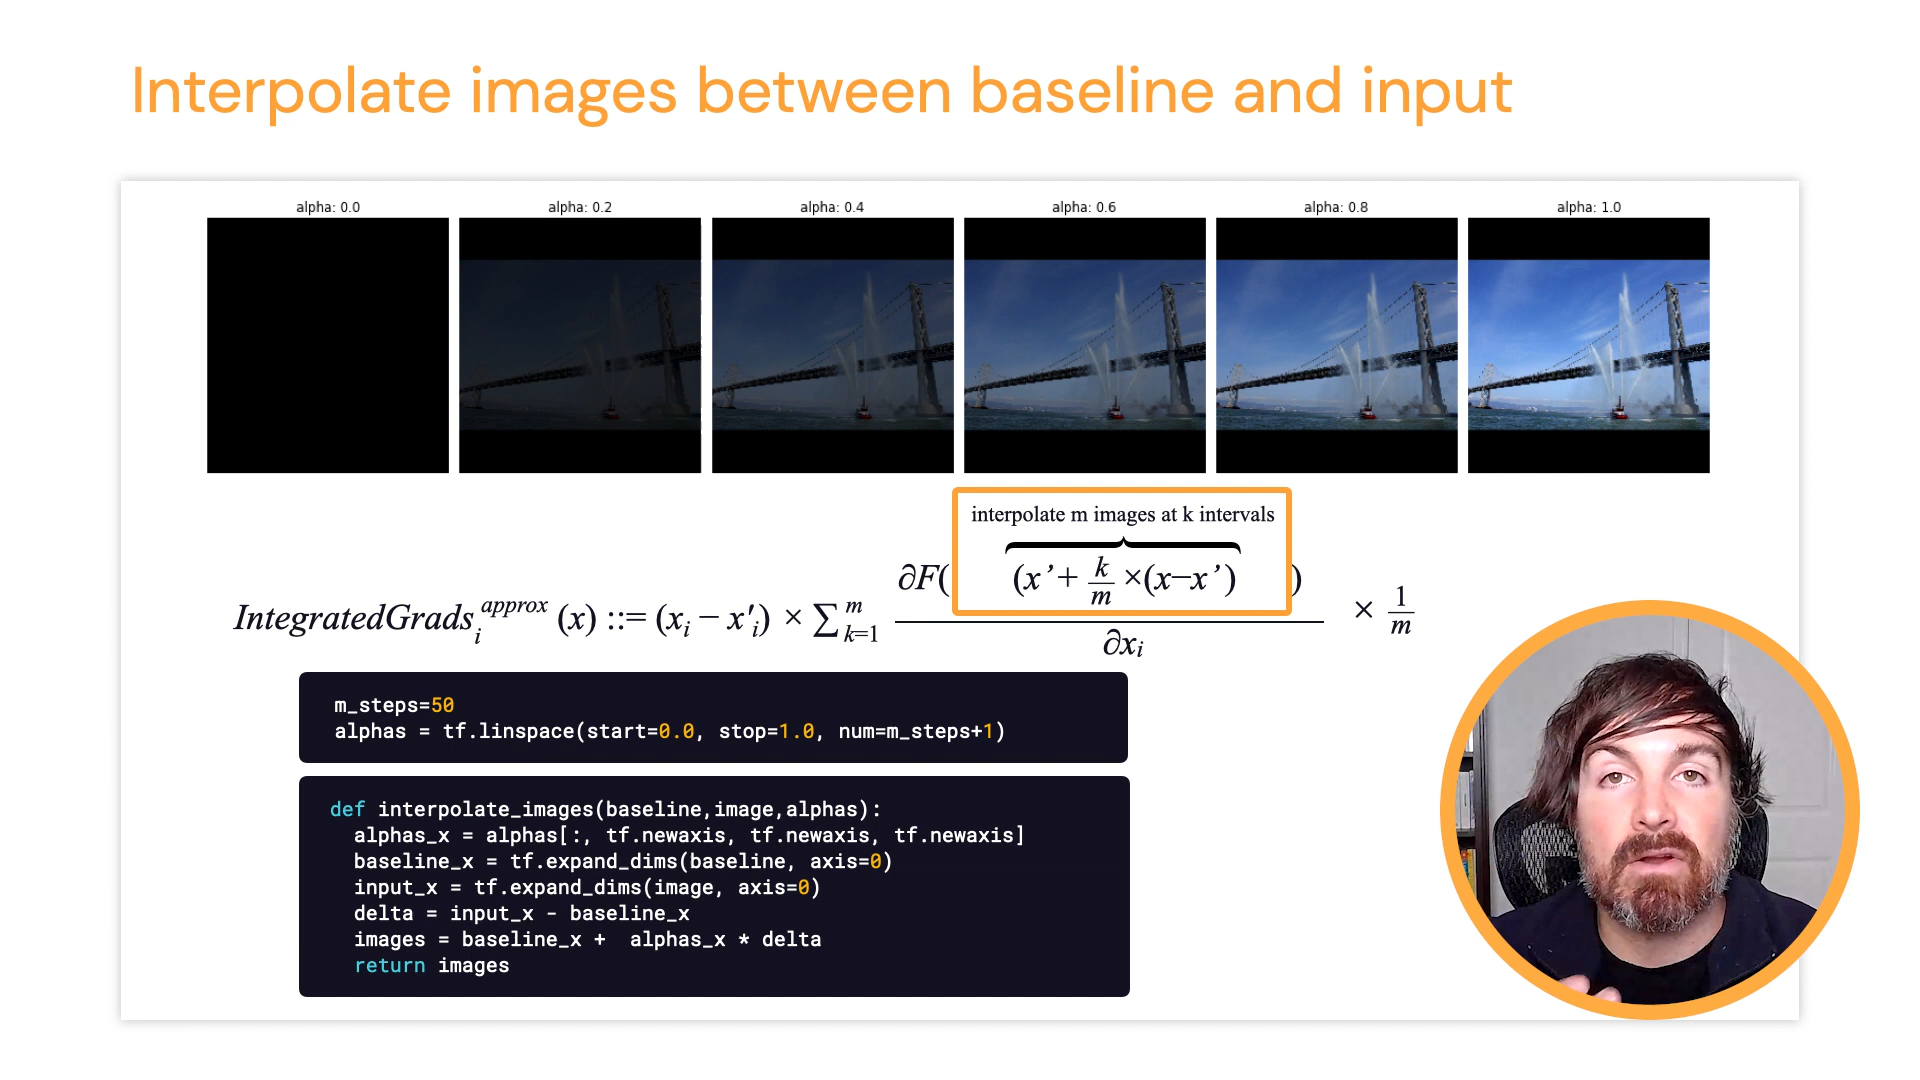 Interpolate images between baseline and input
alpha: 0.0 alpha: 0.2 alpha: 0.4 alpha: 0.6 alpha: 0.8 alpha: 1.0
interpolate m images at k intervals
IntegratedGrads_i^approx (x) ::= (x_i − x'_i) × ∑_{k=1}^m ∂F((x’+ k/m ×(x−x’))) / ∂x_i × 1/m
m_steps=50
alphas = tf.linspace(start=0.0, stop=1.0, num=m_steps+1)
def interpolate_images(baseline,image,alphas):
  alphas_x = alphas[:, tf.newaxis, tf.newaxis, tf.newaxis]
  baseline_x = tf.expand_dims(baseline, axis=0)
  input_x = tf.expand_dims(image, axis=0)
  delta = input_x - baseline_x
  images = baseline_x +  alphas_x * delta
  return images